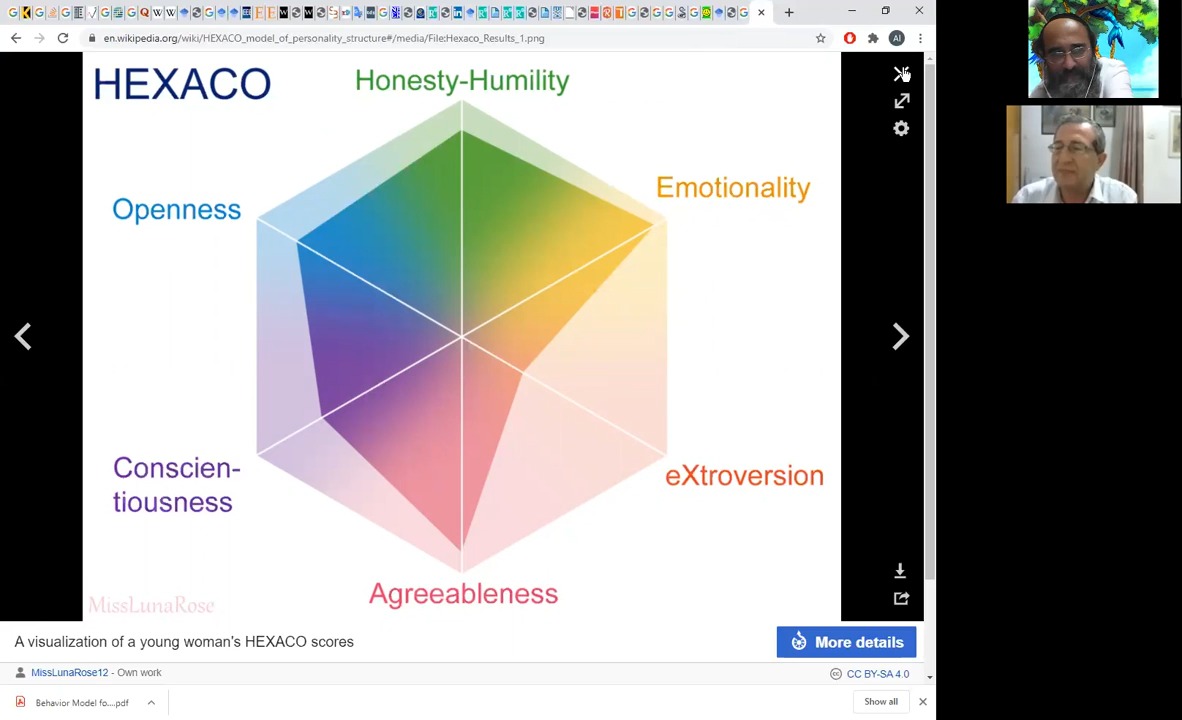 en.wikipedia.org/wiki/HEXACO_model_of_personality_structure#/media/File:Hexaco_Results_1.png
AI
HEXACO
Honesty-Humility
Emotionality
Openness
Conscien-
tiousness
eXtroversion
Agreeableness
MissLunaRose
A visualization of a young woman's HEXACO scores
More details
MissLunaRose12 - Own work
CC BY-SA 4.0
Behavior Model fo....pdf
Show all